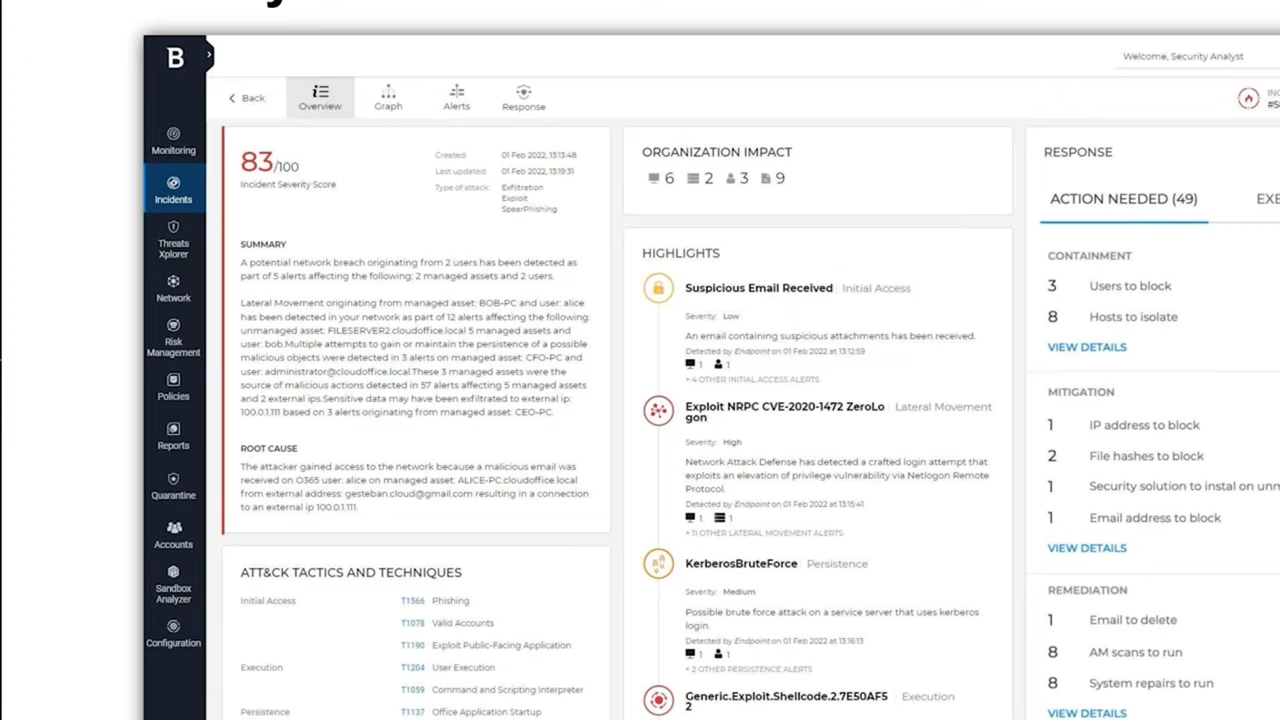 B
Welcome, Security Analyst
Back
Overview
Graph
Alerts
Response
Monitoring
Incidents
Threats
Xplorer
Network
Risk
Management
Policies
Reports
Quarantine
Accounts
Sandbox
Analyzer
Configuration
83/100
Incident Severity Score
Created: 01 Feb 2022, 13:13:48
Last updated: 01 Feb 2022, 13:19:31
Type of attack: Exfiltration
Exploit
SpearPhishing
SUMMARY
A potential network breach originating from 2 users has been detected as
part of 5 alerts affecting the following: 2 managed assets and 2 users.
Lateral Movement originating from managed asset: BOB-PC and user: alice
has been detected in your network as part of 12 alerts affecting the following:
unmanaged asset: FILESERVER2.cloudoffice.local 5 managed assets and
user: bob.Multiple attempts to gain or maintain the persistence of a possible
malicious objects were detected in 3 alerts on managed asset: CFO-PC and
user: administrator@cloudoffice.local.These 3 managed assets were the
source of malicious actions detected in 57 alerts affecting 5 managed assets
and 2 external ips.Sensitive data may have been exfiltrated to external ip:
100.0.1.111 based on 3 alerts originating from managed asset: CEO-PC.
ROOT CAUSE
The attacker gained access to the network because a malicious email was
received on O365 user: alice on managed asset: ALICE-PC.cloudoffice.local
from external address: gesteban.cloud@gmail.com resulting in a connection
to an external ip 100.0.1.111.
ATT&CK TACTICS AND TECHNIQUES
Initial Access T1566 Phishing
T1078 Valid Accounts
T1190 Exploit Public-Facing Application
Execution T1204 User Execution
T1059 Command and Scripting Interpreter
Persistence T1137 Office Application Startup
ORGANIZATION IMPACT
6 2 3 9
HIGHLIGHTS
Suspicious Email Received Initial Access
Severity: Low
An email containing suspicious attachments has been received.
Detected by Endpoint on 01 Feb 2022 at 13:12:59
1 1
+ 4 OTHER INITIAL ACCESS ALERTS
Exploit NRPC CVE-2020-1472 ZeroLo Lateral Movement
gon
Severity: High
Network Attack Defense has detected a crafted login attempt that
exploits an elevation of privilege vulnerability via Netlogon Remote
Protocol.
Detected by Endpoint on 01 Feb 2022 at 13:15:41
1 1
+ 11 OTHER LATERAL MOVEMENT ALERTS
KerberosBruteForce Persistence
Severity: Medium
Possible brute force attack on a service server that uses kerberos
login.
Detected by Endpoint on 01 Feb 2022 at 13:16:13
1 1
+ 2 OTHER PERSISTENCE ALERTS
Generic.Exploit.Shellcode.2.7E50AF5 Execution
2
RESPONSE
ACTION NEEDED (49) EXE
CONTAINMENT
3 Users to block
8 Hosts to isolate
VIEW DETAILS
MITIGATION
1 IP address to block
2 File hashes to block
1 Security solution to instal on unm
1 Email address to block
VIEW DETAILS
REMEDIATION
1 Email to delete
8 AM scans to run
8 System repairs to run
VIEW DETAILS